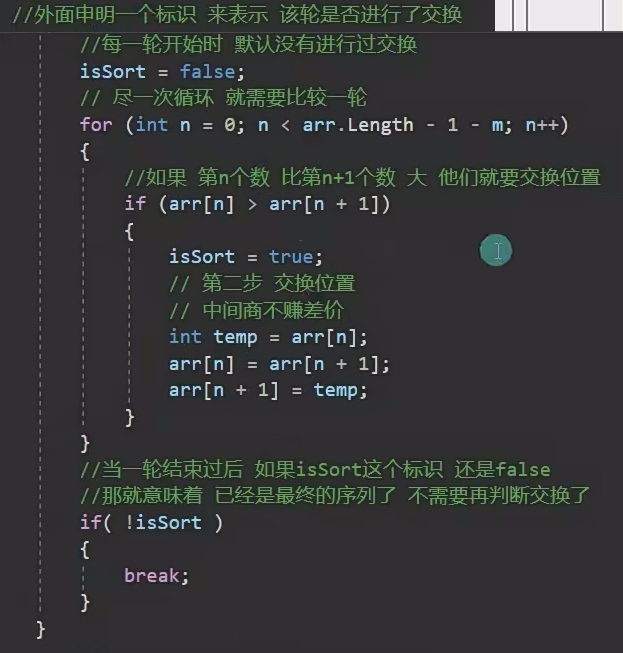 //外面申明一个标识 来表示 该轮是否进行了交换
//每一轮开始时 默认没有进行过交换
isSort = false;
// 尽一次循环 就需要比较一轮
for (int n = 0; n < arr.Length - 1 - m; n++)
{
//如果 第n个数 比第n+1个数 大 他们就要交换位置
if (arr[n] > arr[n + 1])
{
isSort = true;
// 第二步 交换位置
// 中间商不赚差价
int temp = arr[n];
arr[n] = arr[n + 1];
arr[n + 1] = temp;
}
}
//当一轮结束过后 如果isSort这个标识 还是false
//那就意味着 已经是最终的序列了 不需要再判断交换了
if( !isSort )
{
break;
}
}